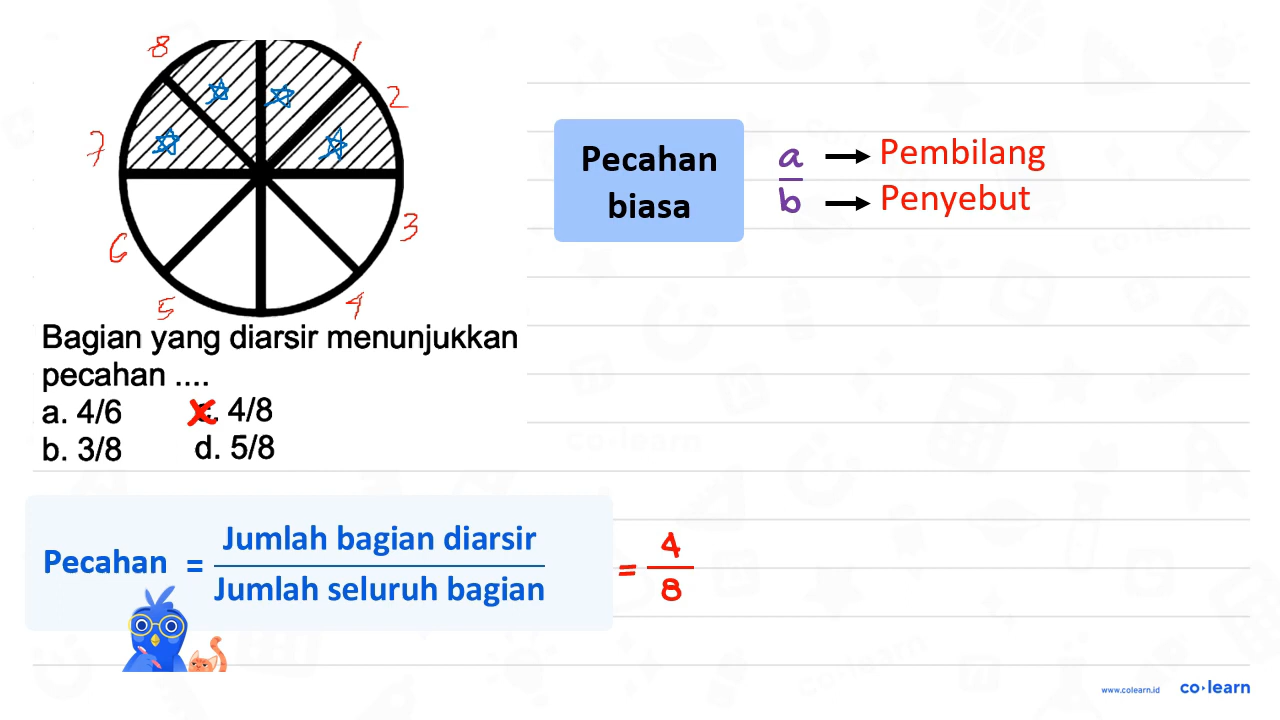 8
1
2
7
3
6
5
4
Pecahan
biasa
a → Pembilang
b → Penyebut
Bagian yang diarsir menunjukkan
pecahan ....
a. 4/6
c. 4/8
b. 3/8
d. 5/8
Pecahan = Jumlah bagian diarsir
Jumlah seluruh bagian
= 4
8
www.colearn.id
co·learn